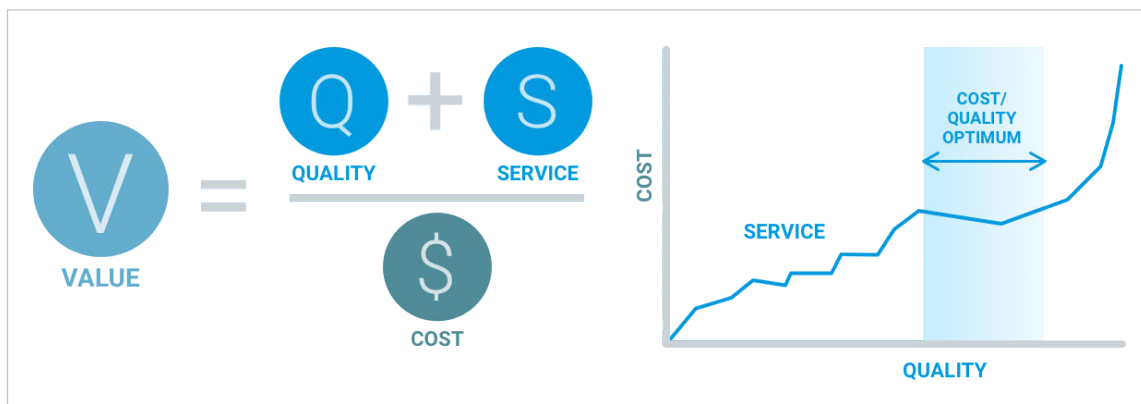 V
VALUE
=
Q
QUALITY
+
S
SERVICE
$
COST
COST
SERVICE
COST/
QUALITY
OPTIMUM
QUALITY